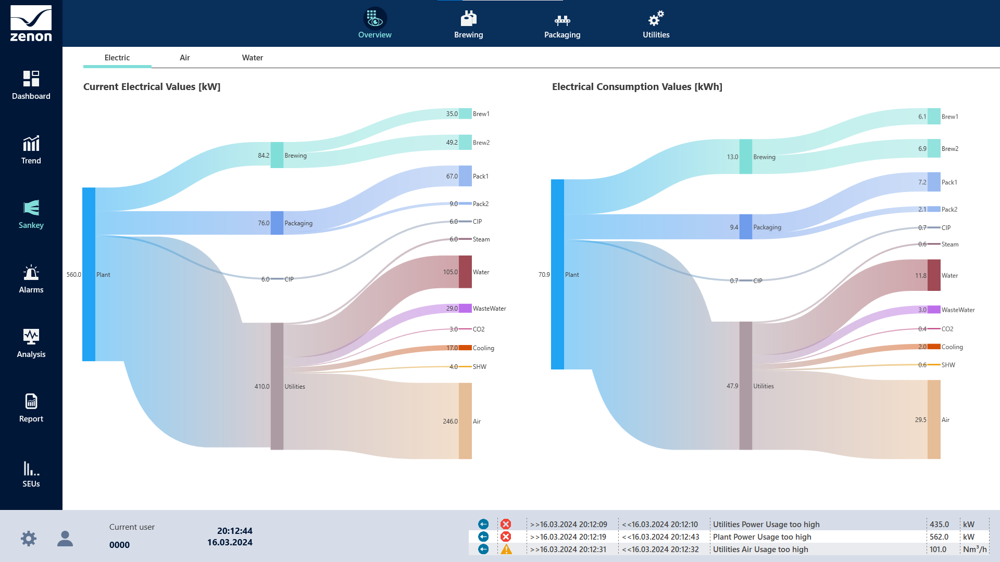 zenon
Overview
Brewing
Packaging
Utilities
Dashboard
Trend
Sankey
Alarms
Analysis
Report
SEUs
Electric
Air
Water
Current Electrical Values [kW]
560.0 Plant
84.2 Brewing
76.0 Packaging
6.0 CIP
410.0 Utilities
35.0 Brew1
49.2 Brew2
67.0 Pack1
9.0 Pack2
6.0 CIP
6.0 Steam
105.0 Water
29.0 WasteWater
3.0 CO2
17.0 Cooling
4.0 SHW
246.0 Air
Electrical Consumption Values [kWh]
70.9 Plant
13.0 Brewing
9.4 Packaging
0.7 CIP
47.9 Utilities
6.1 Brew1
6.9 Brew2
7.2 Pack1
2.1 Pack2
0.7 CIP
0.6 Steam
11.8 Water
3.0 WasteWater
0.4 CO2
2.0 Cooling
0.6 SHW
29.5 Air
Current user
0000
20:12:44
16.03.2024
>>16.03.2024 20:12:09 <<16.03.2024 20:12:10 Utilities Power Usage too high 435.0 kW
>>16.03.2024 20:12:19 <<16.03.2024 20:12:43 Plant Power Usage too high 562.0 kW
>>16.03.2024 20:12:31 <<16.03.2024 20:12:32 Utilities Air Usage too high 101.0 Nm³/h